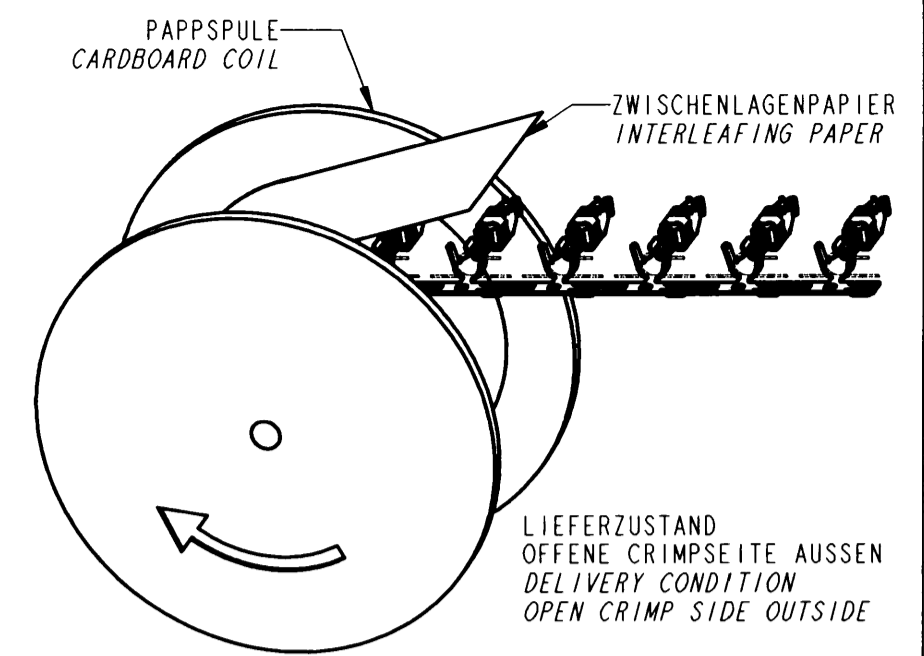 PAPPSPULE
CARDBOARD COIL
ZWISCHENLAGENPAPIER
INTERLEAFING PAPER
LIEFERZUSTAND
OFFENE CRIMPSEITE AUSSEN
DELIVERY CONDITION
OPEN CRIMP SIDE OUTSIDE